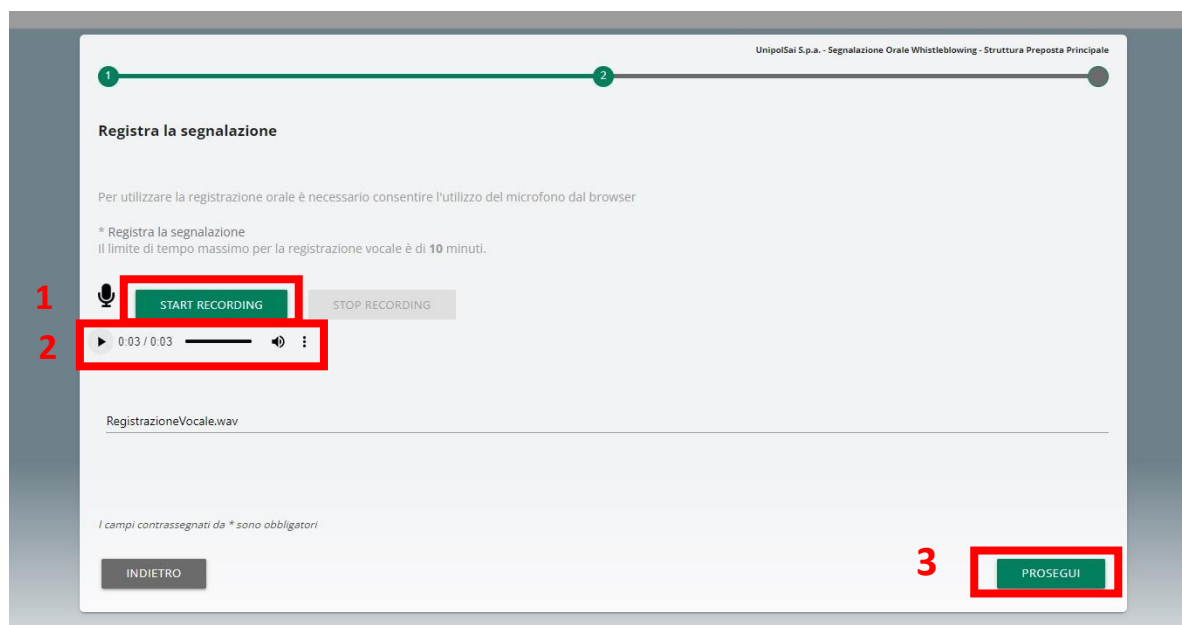 UnipolSai S.p.a. - Segnalazione Orale Whistleblowing - Struttura Preposta Principale
1 2
Registra la segnalazione
Per utilizzare la registrazione orale è necessario consentire l'utilizzo del microfono dal browser
* Registra la segnalazione
Il limite di tempo massimo per la registrazione vocale è di 10 minuti.
1 START RECORDING STOP RECORDING
2 0:03 / 0:03
RegistrazioneVocale.wav
I campi contrassegnati da * sono obbligatori
INDIETRO 3 PROSEGUI